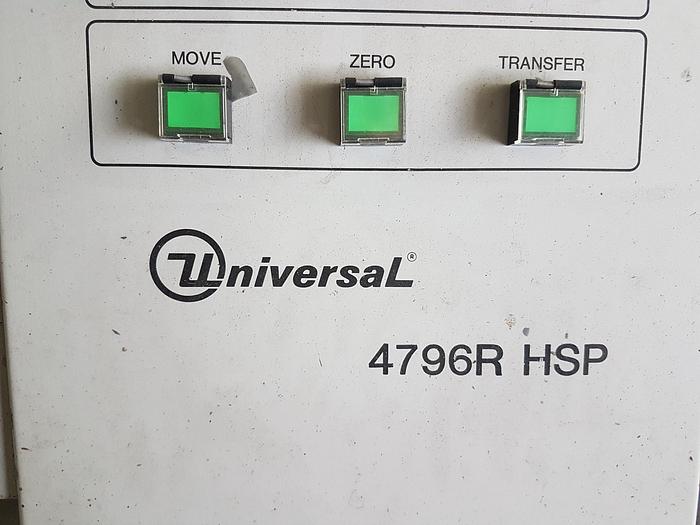 MOVE ZERO TRANSFER
UniversaL®
4796R HSP